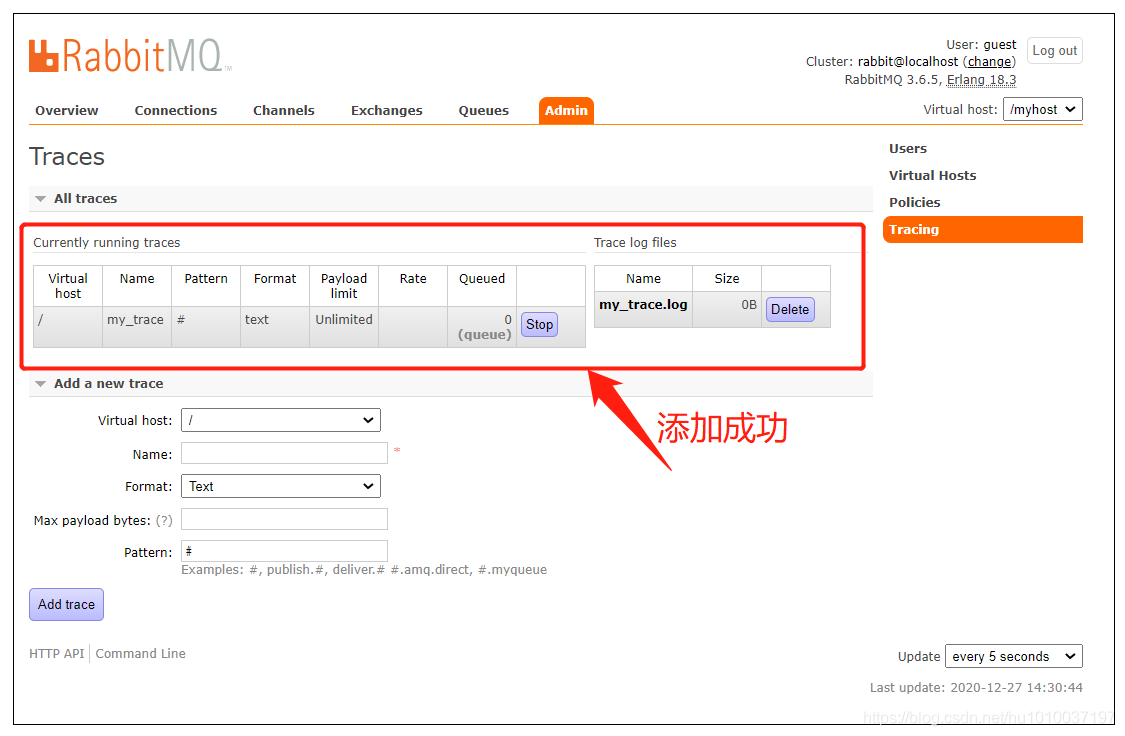 RabbitMQ™
User: guest
Log out
Cluster: rabbit@localhost (change)
RabbitMQ 3.6.5, Erlang 18.3
Overview Connections Channels Exchanges Queues Admin
Virtual host: /myhost
Traces
Users
Virtual Hosts
Policies
Tracing
All traces
Currently running traces
Virtual host Name Pattern Format Payload limit Rate Queued
/ my_trace # text Unlimited 0 (queue) Stop
Trace log files
Name Size
my_trace.log 0B Delete
添加成功
Add a new trace
Virtual host: /
Name: *
Format: Text
Max payload bytes: (?)
Pattern: #
Examples: #, publish.#, deliver.# #.amq.direct, #.myqueue
Add trace
HTTP API Command Line
Update every 5 seconds
Last update: 2020-12-27 14:30:44
https://blog.csdn.net/hu1010037197